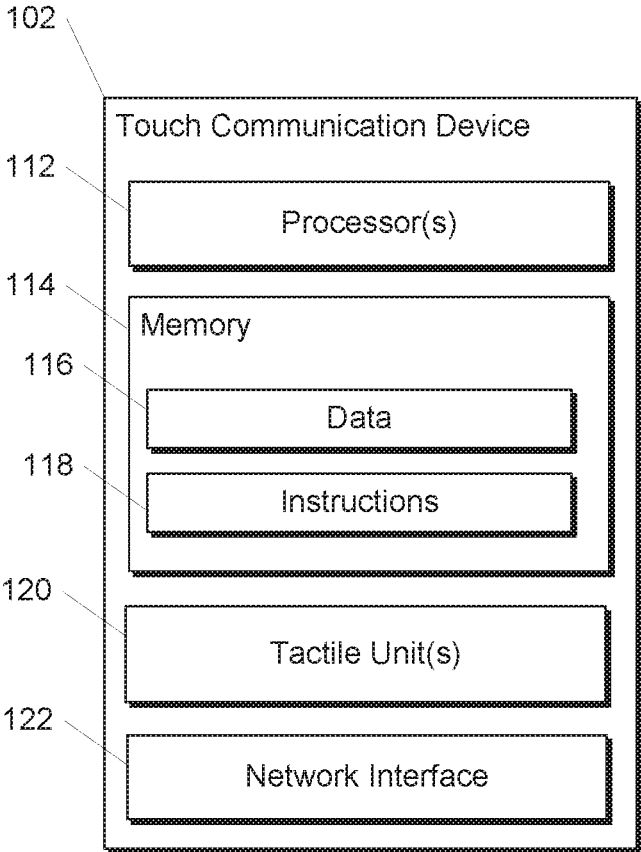 102
Touch Communication Device
112
Processor(s)
114
Memory
116
Data
118
Instructions
120
Tactile Unit(s)
122
Network Interface